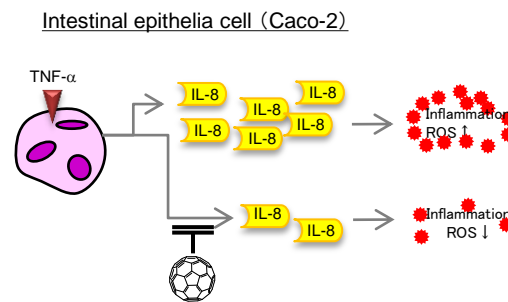 Intestinal epithelia cell（Caco-2）
TNF-α
IL-8
IL-8
IL-8
IL-8
IL-8
IL-8
Inflammation
ROS ↑
IL-8
IL-8
Inflammation
ROS ↓